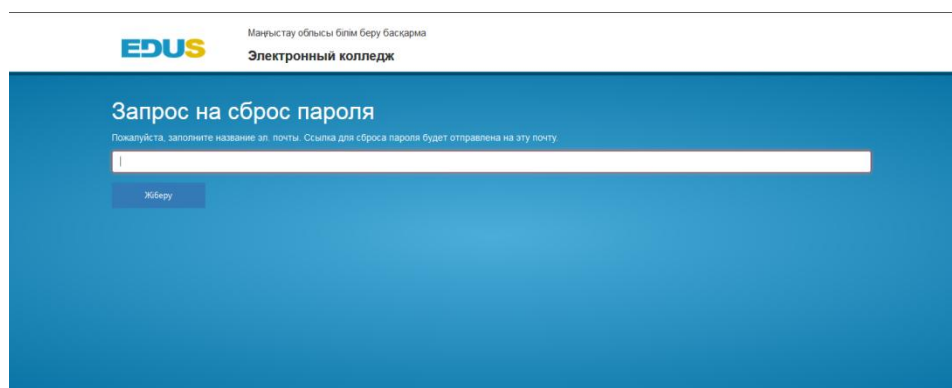 EDUS
Маңғыстау облысы білім беру басқарма
Электронный колледж
Запрос на сброс пароля
Пожалуйста, заполните название эл. почты. Ссылка для сброса пароля будет отправлена на эту почту.
Жіберу